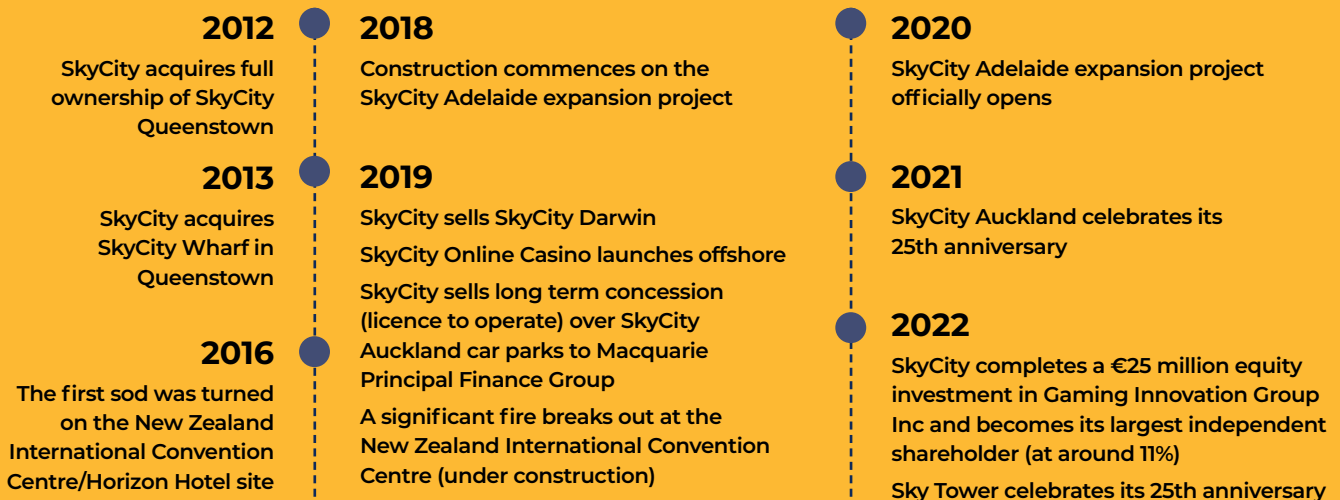 2012
SkyCity acquires full
ownership of SkyCity
Queenstown
2013
SkyCity acquires
SkyCity Wharf in
Queenstown
2016
The first sod was turned
on the New Zealand
International Convention
Centre/Horizon Hotel site
2018
Construction commences on the
SkyCity Adelaide expansion project
2019
SkyCity sells SkyCity Darwin
SkyCity Online Casino launches offshore
SkyCity sells long term concession
(licence to operate) over SkyCity
Auckland car parks to Macquarie
Principal Finance Group
A significant fire breaks out at the
New Zealand International Convention
Centre (under construction)
2020
SkyCity Adelaide expansion project
officially opens
2021
SkyCity Auckland celebrates its
25th anniversary
2022
SkyCity completes a €25 million equity
investment in Gaming Innovation Group
Inc and becomes its largest independent
shareholder (at around 11%)
Sky Tower celebrates its 25th anniversary